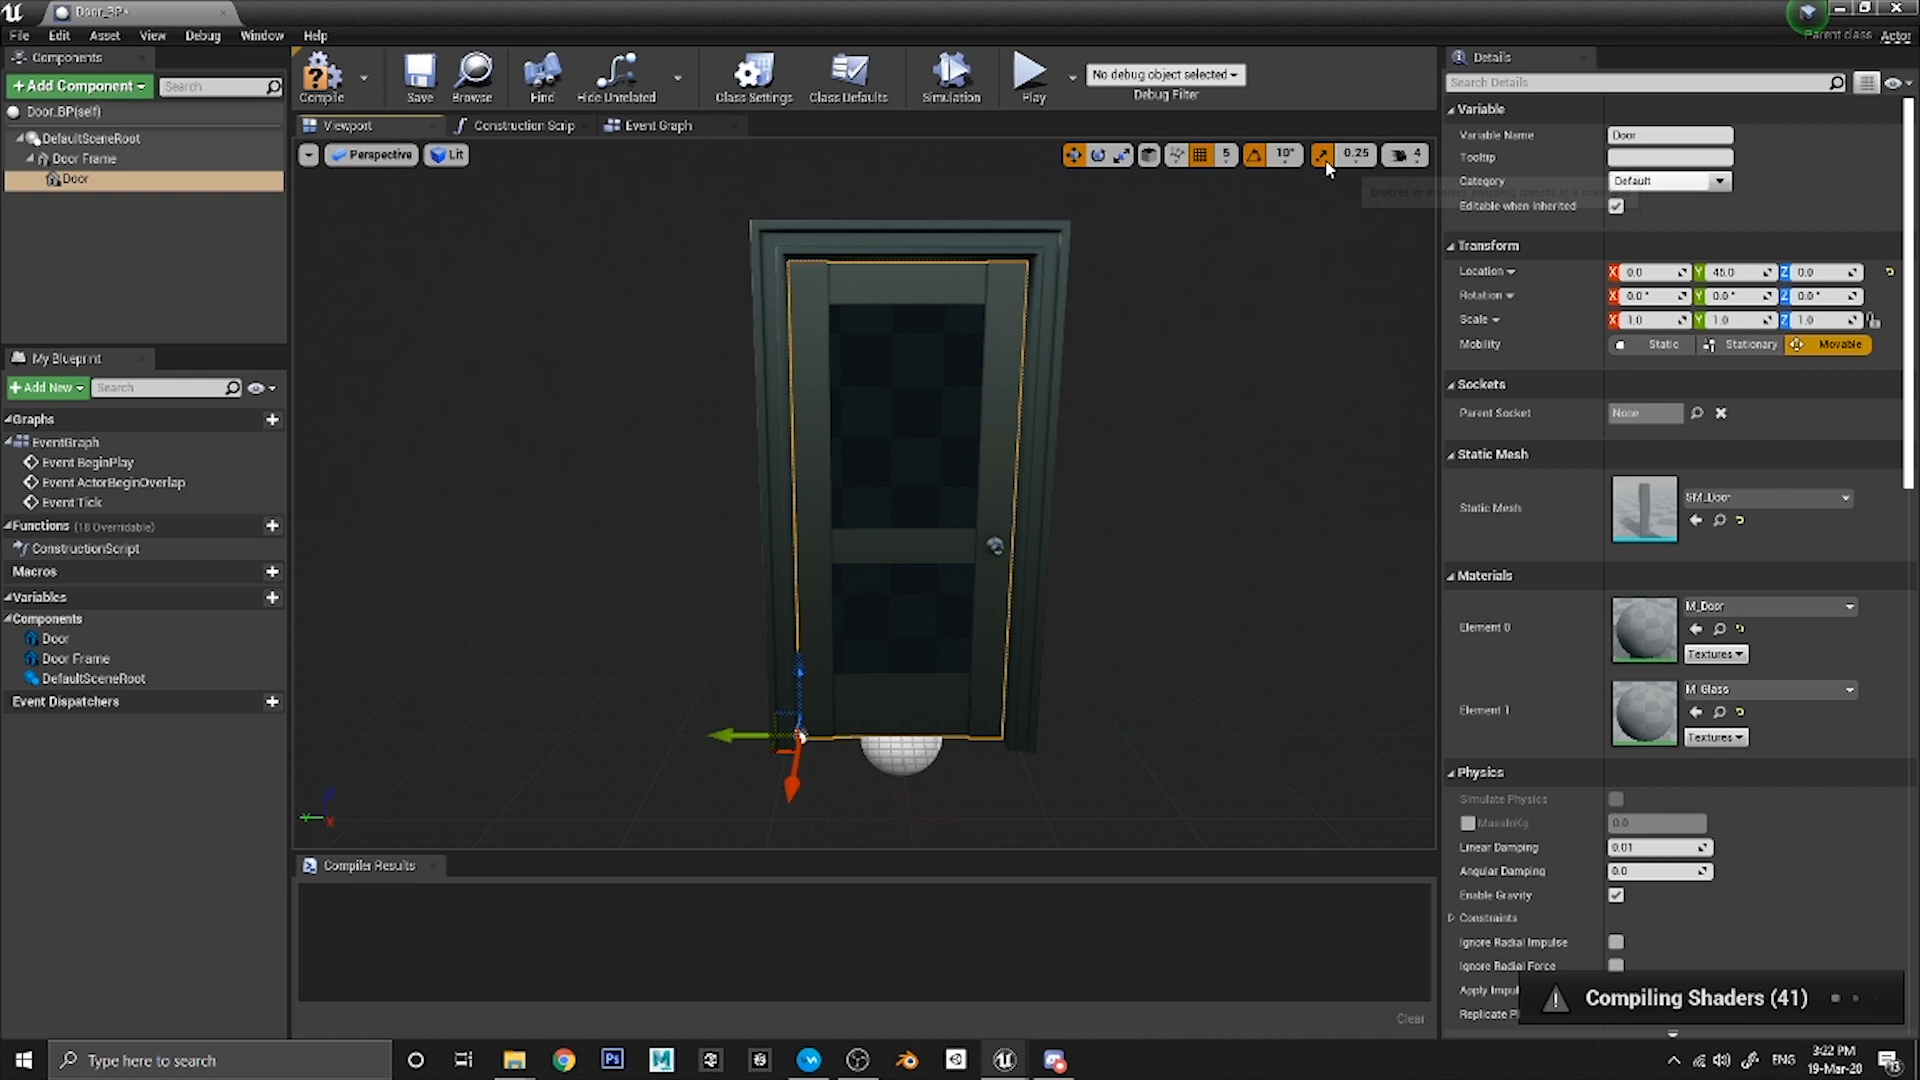 Door_BP*
File Edit Asset View Debug Window Help
Parent class Actor
Components
+Add Component
Search
Door_BP(self)
DefaultSceneRoot
Door Frame
Door
My Blueprint
+Add New
Search
Graphs
EventGraph
Event BeginPlay
Event ActorBeginOverlap
Event Tick
Functions (18 Overridable)
ConstructionScript
Macros
Variables
Components
Door
Door Frame
DefaultSceneRoot
Event Dispatchers
Compile
Save
Browse
Find
Hide Unrelated
Class Settings
Class Defaults
Simulation
Play
No debug object selected
Debug Filter
Viewport
Construction Scrip
Event Graph
Perspective
Lit
5
10°
0.25
4
Compiler Results
Clear
Details
Search Details
Variable
Variable Name Door
Tooltip
Category Default
Editable when Inherited
Transform
Location X 0.0 Y 45.0 Z 0.0
Rotation X 0.0° Y 0.0° Z 0.0°
Scale X 1.0 Y 1.0 Z 1.0
Mobility Static Stationary Movable
Sockets
Parent Socket None
Static Mesh
Static Mesh SM_Door
Materials
Element 0 M_Door
Textures
Element 1 M_Glass
Textures
Physics
Simulate Physics
MassInKg 0.0
Linear Damping 0.01
Angular Damping 0.0
Enable Gravity
Constraints
Ignore Radial Impulse
Ignore Radial Force
Apply Impul
Replicate P
Compiling Shaders (41)
Type here to search
Ps
ENG
3:22 PM
19-Mar-20
13